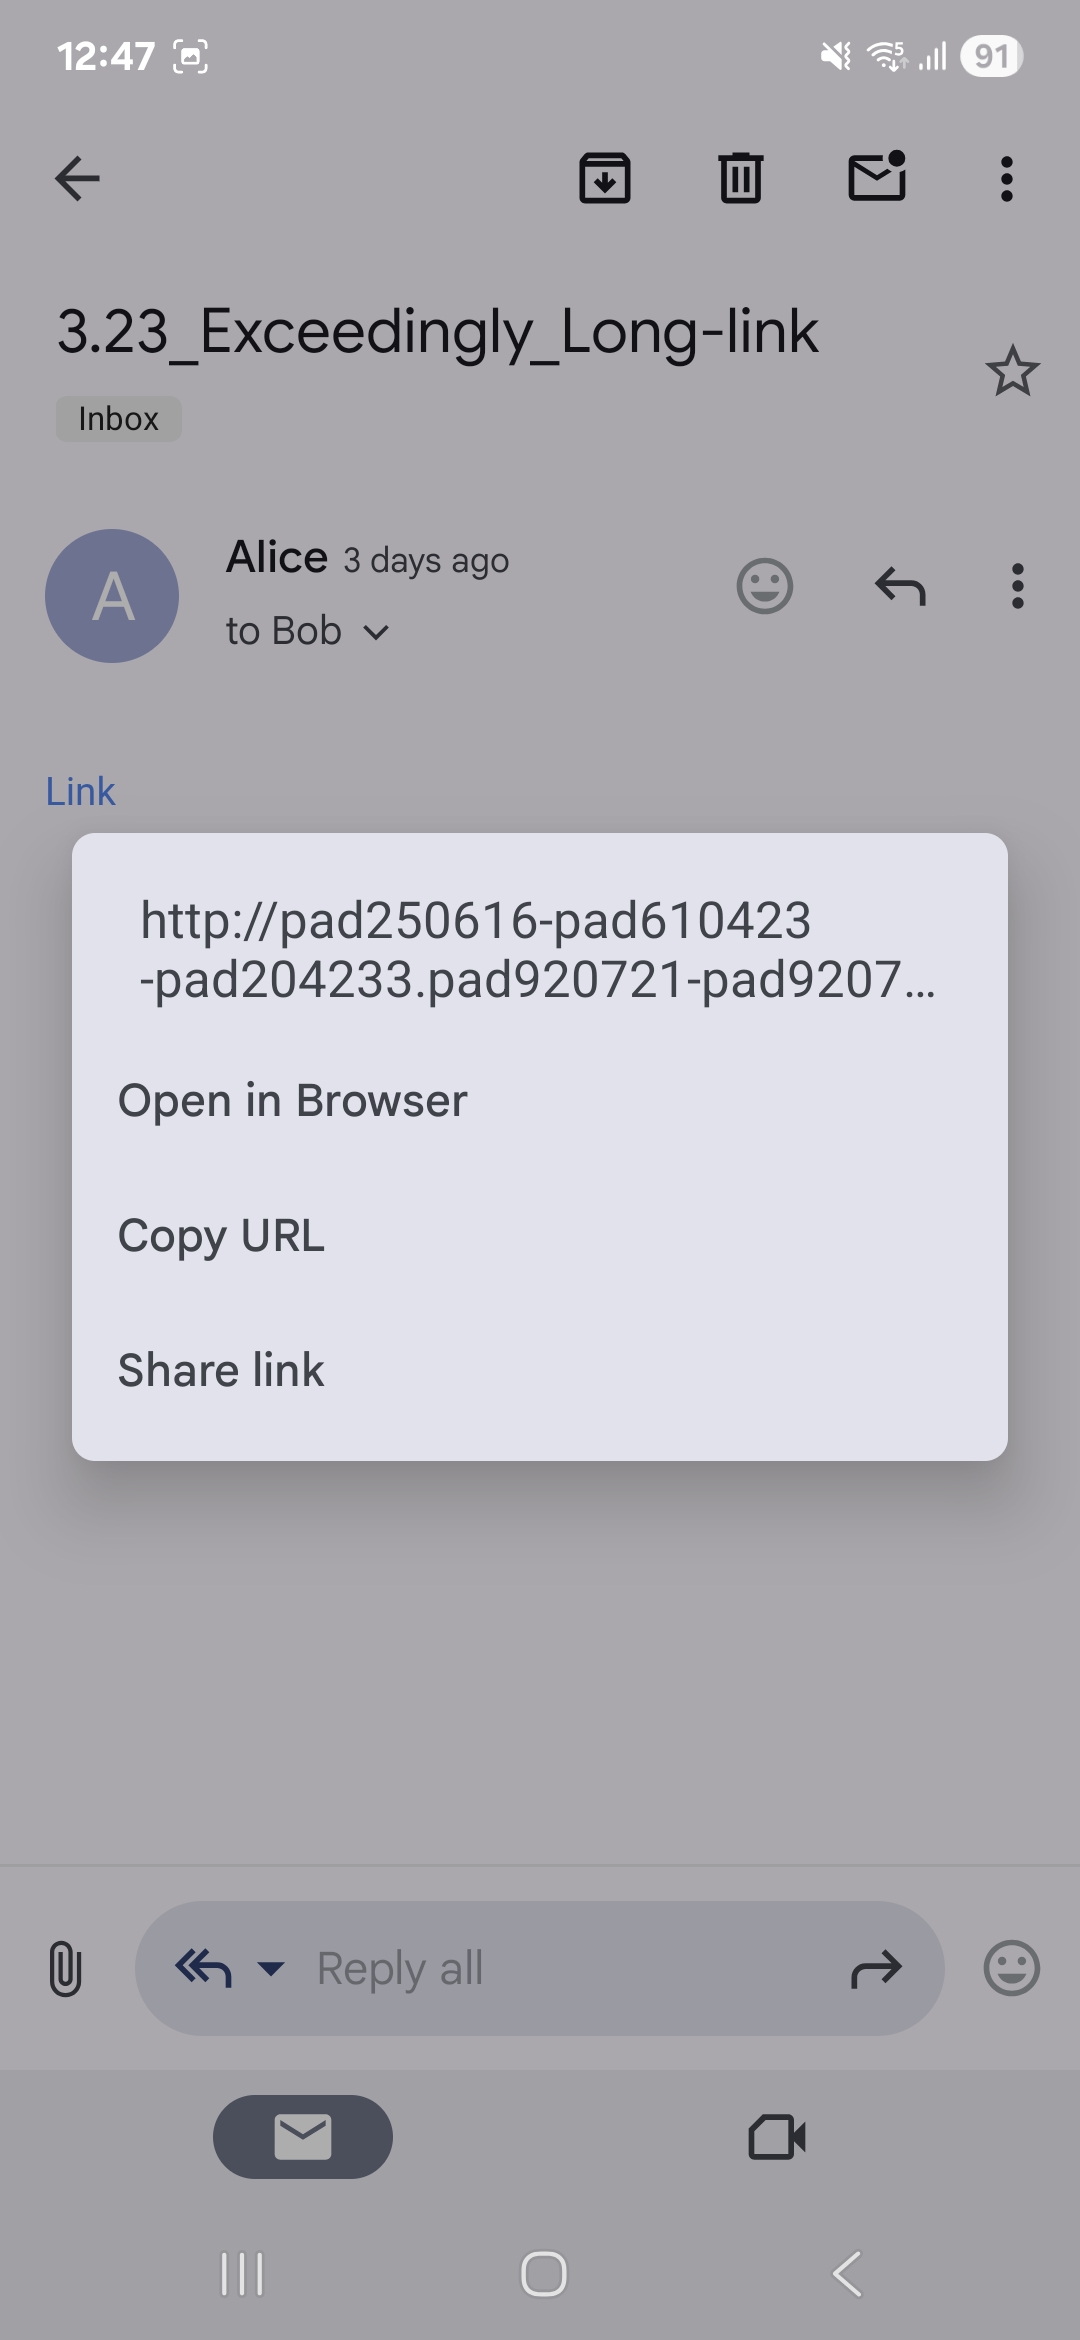 12:47
5
91
3.23_Exceedingly_Long-link
Inbox
A
Alice 3 days ago
to Bob
Link
http://pad250616-pad610423
-pad204233.pad920721-pad9207...
Open in Browser
Copy URL
Share link
Reply all